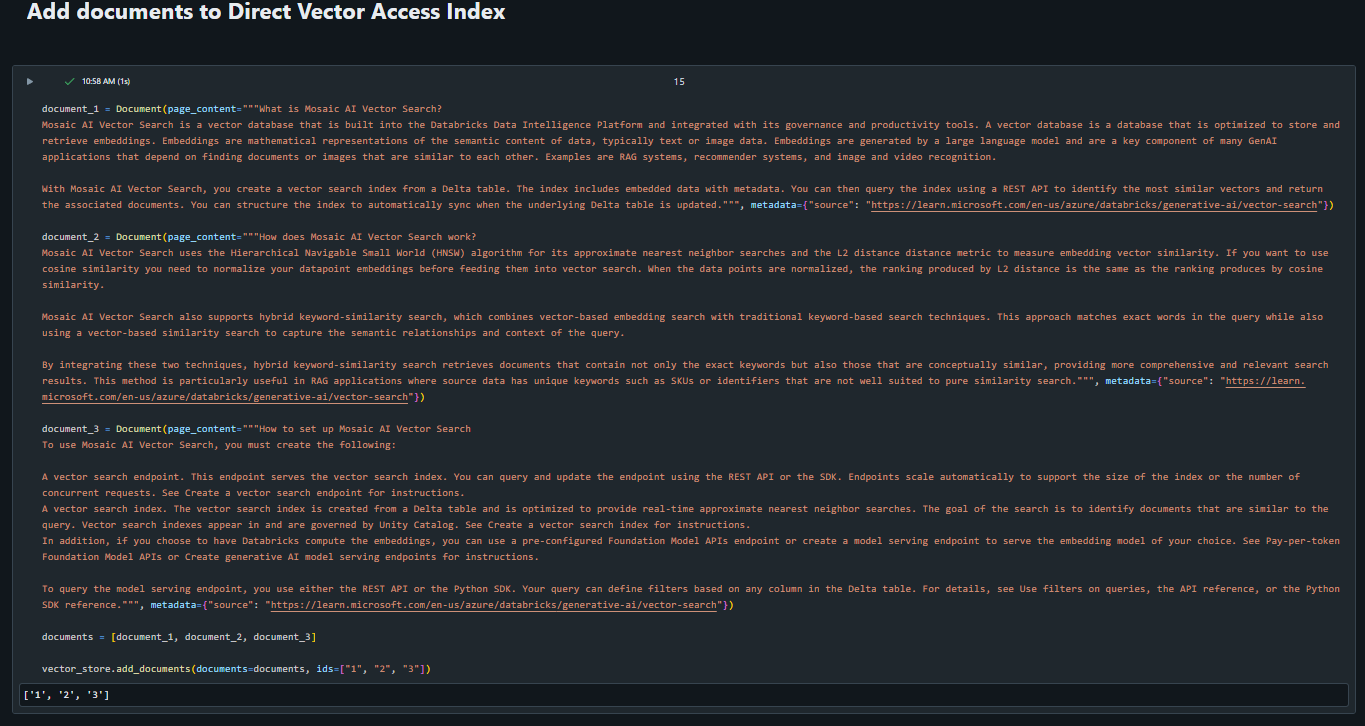 Add documents to Direct Vector Access Index
10:58 AM (1s)
15
document_1 = Document(page_content="""What is Mosaic AI Vector Search?
Mosaic AI Vector Search is a vector database that is built into the Databricks Data Intelligence Platform and integrated with its governance and productivity tools. A vector database is a database that is optimized to store and
retrieve embeddings. Embeddings are mathematical representations of the semantic content of data, typically text or image data. Embeddings are generated by a large language model and are a key component of many GenAI
applications that depend on finding documents or images that are similar to each other. Examples are RAG systems, recommender systems, and image and video recognition.
With Mosaic AI Vector Search, you create a vector search index from a Delta table. The index includes embedded data with metadata. You can then query the index using a REST API to identify the most similar vectors and return
the associated documents. You can structure the index to automatically sync when the underlying Delta table is updated.""", metadata={"source": "https://learn.microsoft.com/en-us/azure/databricks/generative-ai/vector-search"})
document_2 = Document(page_content="""How does Mosaic AI Vector Search work?
Mosaic AI Vector Search uses the Hierarchical Navigable Small World (HNSW) algorithm for its approximate nearest neighbor searches and the L2 distance distance metric to measure embedding vector similarity. If you want to use
cosine similarity you need to normalize your datapoint embeddings before feeding them into vector search. When the data points are normalized, the ranking produced by L2 distance is the same as the ranking produces by cosine
similarity.
Mosaic AI Vector Search also supports hybrid keyword-similarity search, which combines vector-based embedding search with traditional keyword-based search techniques. This approach matches exact words in the query while also
using a vector-based similarity search to capture the semantic relationships and context of the query.
By integrating these two techniques, hybrid keyword-similarity search retrieves documents that contain not only the exact keywords but also those that are conceptually similar, providing more comprehensive and relevant search
results. This method is particularly useful in RAG applications where source data has unique keywords such as SKUs or identifiers that are not well suited to pure similarity search.""", metadata={"source": "https://learn.
microsoft.com/en-us/azure/databricks/generative-ai/vector-search"})
document_3 = Document(page_content="""How to set up Mosaic AI Vector Search
To use Mosaic AI Vector Search, you must create the following:
A vector search endpoint. This endpoint serves the vector search index. You can query and update the endpoint using the REST API or the SDK. Endpoints scale automatically to support the size of the index or the number of
concurrent requests. See Create a vector search endpoint for instructions.
A vector search index. The vector search index is created from a Delta table and is optimized to provide real-time approximate nearest neighbor searches. The goal of the search is to identify documents that are similar to the
query. Vector search indexes appear in and are governed by Unity Catalog. See Create a vector search index for instructions.
In addition, if you choose to have Databricks compute the embeddings, you can use a pre-configured Foundation Model APIs endpoint or create a model serving endpoint to serve the embedding model of your choice. See Pay-per-token
Foundation Model APIs or Create generative AI model serving endpoints for instructions.
To query the model serving endpoint, you use either the REST API or the Python SDK. Your query can define filters based on any column in the Delta table. For details, see Use filters on queries, the API reference, or the Python
SDK reference.""", metadata={"source": "https://learn.microsoft.com/en-us/azure/databricks/generative-ai/vector-search"})
documents = [document_1, document_2, document_3]
vector_store.add_documents(documents=documents, ids=["1", "2", "3"])
['1', '2', '3']